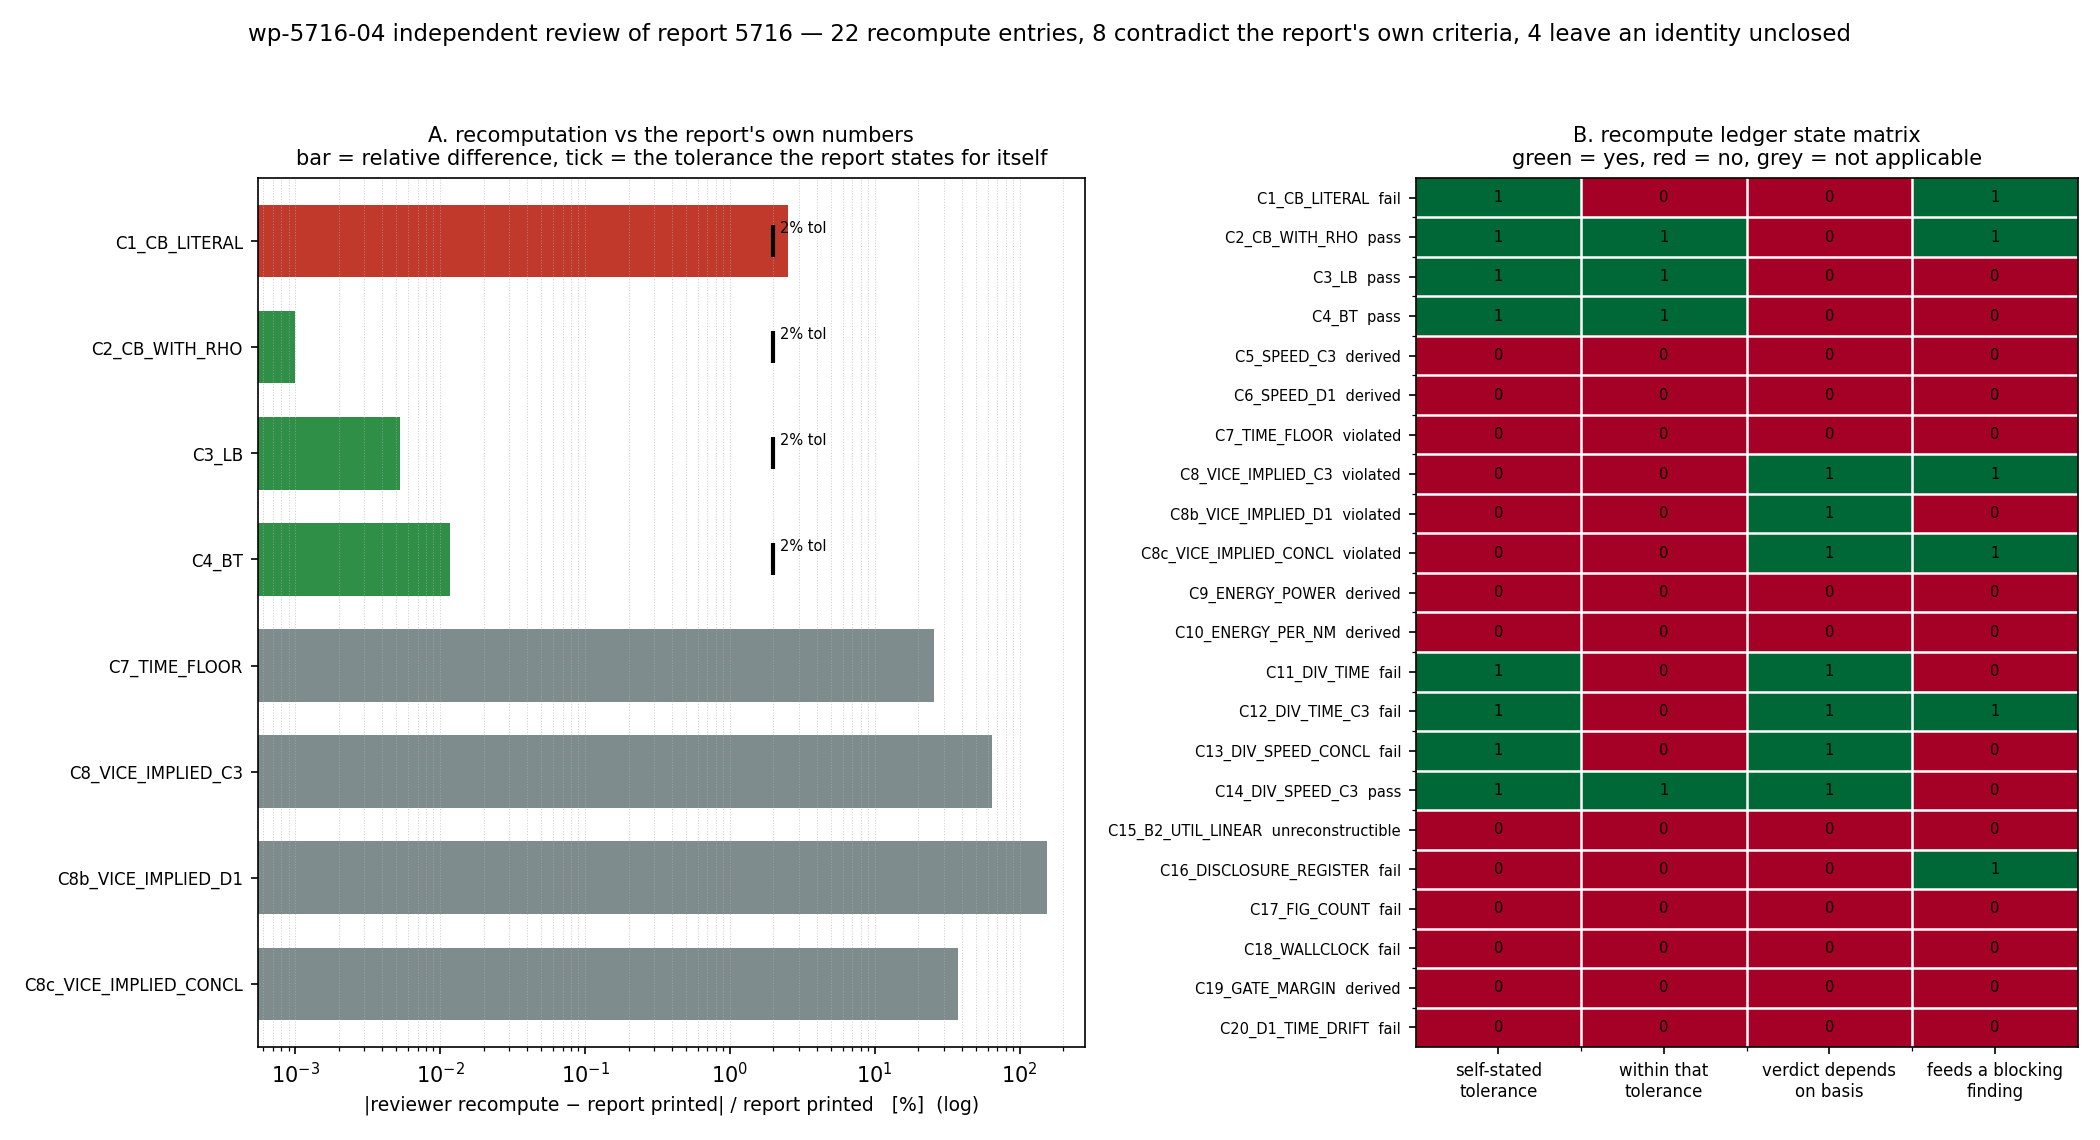 wp-5716-04 independent review of report 5716 — 22 recompute entries, 8 contradict the report's own criteria, 4 leave an identity unclosed
A. recomputation vs the report's own numbers
bar = relative difference, tick = the tolerance the report states for itself
C1_CB_LITERAL
2% tol
C2_CB_WITH_RHO
2% tol
C3_LB
2% tol
C4_BT
2% tol
C7_TIME_FLOOR
C8_VICE_IMPLIED_C3
C8b_VICE_IMPLIED_D1
C8c_VICE_IMPLIED_CONCL
10⁻³ 10⁻² 10⁻¹ 10⁰ 10¹ 10²
|reviewer recompute − report printed| / report printed [%] (log)
B. recompute ledger state matrix
green = yes, red = no, grey = not applicable
C1_CB_LITERAL fail 1 0 0 1
C2_CB_WITH_RHO pass 1 1 0 1
C3_LB pass 1 1 0 0
C4_BT pass 1 1 0 0
C5_SPEED_C3 derived 0 0 0 0
C6_SPEED_D1 derived 0 0 0 0
C7_TIME_FLOOR violated 0 0 0 0
C8_VICE_IMPLIED_C3 violated 0 0 1 1
C8b_VICE_IMPLIED_D1 violated 0 0 1 0
C8c_VICE_IMPLIED_CONCL violated 0 0 1 1
C9_ENERGY_POWER derived 0 0 0 0
C10_ENERGY_PER_NM derived 0 0 0 0
C11_DIV_TIME fail 1 0 1 0
C12_DIV_TIME_C3 fail 1 0 1 1
C13_DIV_SPEED_CONCL fail 1 0 1 0
C14_DIV_SPEED_C3 pass 1 1 1 0
C15_B2_UTIL_LINEAR unreconstructible 0 0 0 0
C16_DISCLOSURE_REGISTER fail 0 0 0 1
C17_FIG_COUNT fail 0 0 0 0
C18_WALLCLOCK fail 0 0 0 0
C19_GATE_MARGIN derived 0 0 0 0
C20_D1_TIME_DRIFT fail 0 0 0 0
self-stated
tolerance
within that
tolerance
verdict depends
on basis
feeds a blocking
finding